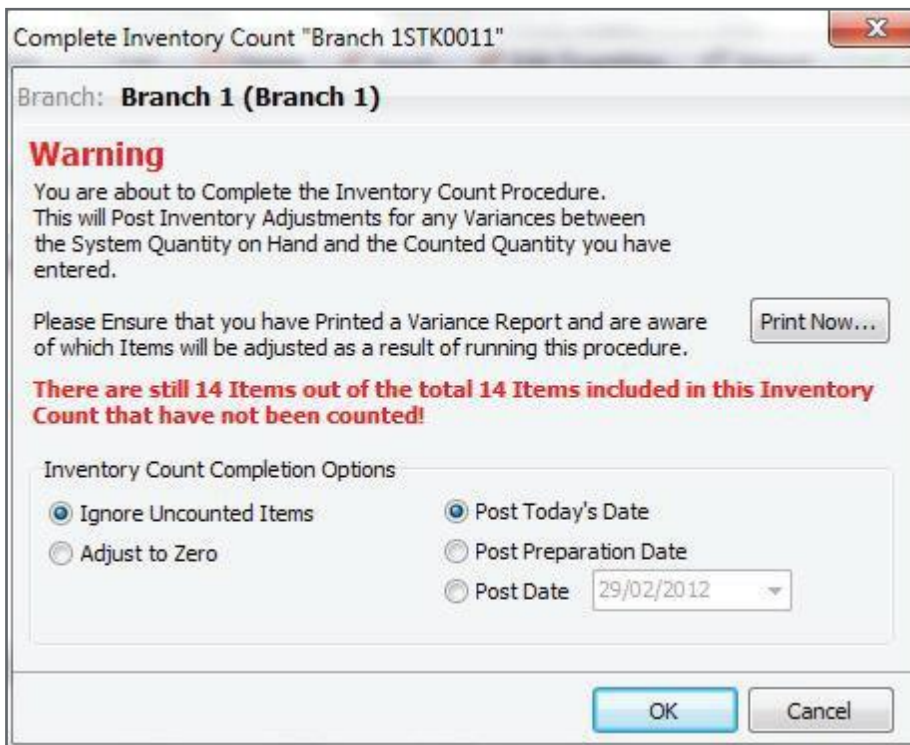 Complete Inventory Count "Branch 1STK0011"
Branch: Branch 1 (Branch 1)
Warning
You are about to Complete the Inventory Count Procedure.
This will Post Inventory Adjustments for any Variances between
the System Quantity on Hand and the Counted Quantity you have
entered.
Please Ensure that you have Printed a Variance Report and are aware
of which Items will be adjusted as a result of running this procedure.
Print Now...
There are still 14 Items out of the total 14 Items included in this Inventory
Count that have not been counted!
Inventory Count Completion Options
Ignore Uncounted Items
Adjust to Zero
Post Today's Date
Post Preparation Date
Post Date 29/02/2012
OK Cancel